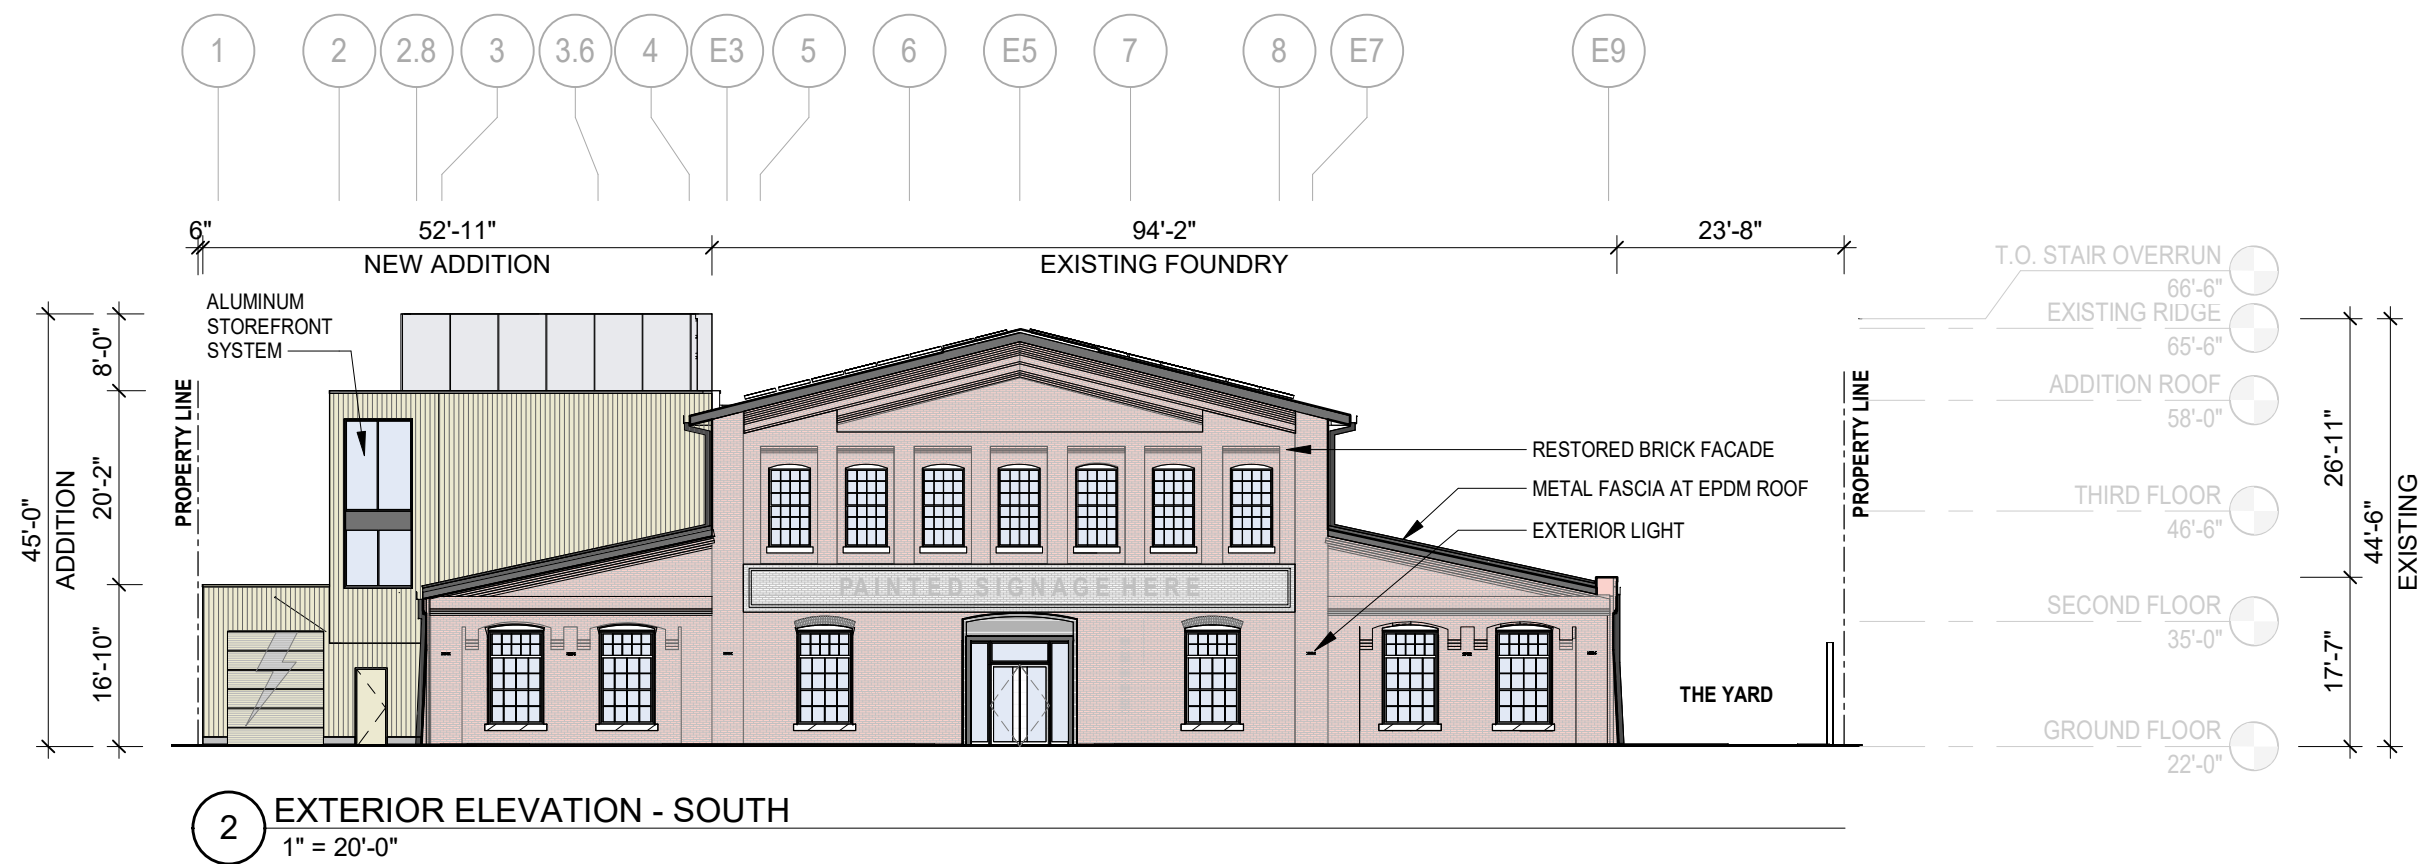 1 2 2.8 3 3.6 4 E3 5 6 E5 7 8 E7 E9
6" 52'-11" 94'-2" 23'-8"
NEW ADDITION EXISTING FOUNDRY
T.O. STAIR OVERRUN
66'-6"
EXISTING RIDGE
65'-6"
ADDITION ROOF
58'-0"
THIRD FLOOR
46'-6"
SECOND FLOOR
35'-0"
GROUND FLOOR
22'-0"
ALUMINUM
STOREFRONT
SYSTEM
45'-0"
ADDITION
8'-0"
20'-2"
16'-10"
PROPERTY LINE
RESTORED BRICK FACADE
METAL FASCIA AT EPDM ROOF
EXTERIOR LIGHT
PAINTED SIGNAGE HERE
THE YARD
PROPERTY LINE
26'-11"
17'-7"
44'-6"
EXISTING
2 EXTERIOR ELEVATION - SOUTH
1" = 20'-0"